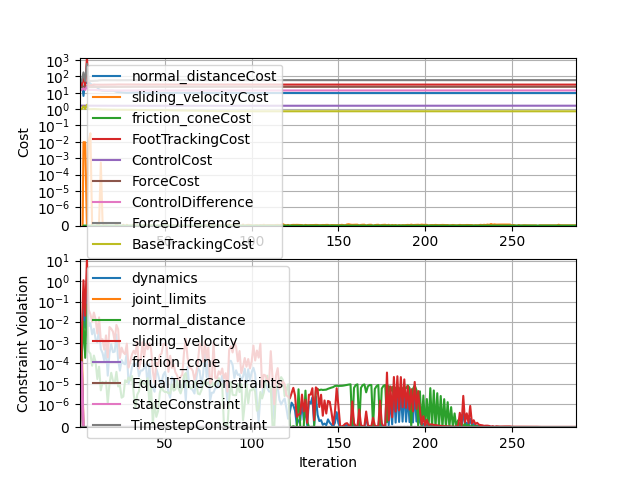 10³
10²
10¹
10⁰
10⁻¹
10⁻²
10⁻³
10⁻⁴
10⁻⁵
10⁻⁶
0
Cost
normal_distanceCost
sliding_velocityCost
friction_coneCost
FootTrackingCost
ControlCost
ForceCost
ControlDifference
ForceDifference
BaseTrackingCost
50 100 150 200 250
10¹
10⁰
10⁻¹
10⁻²
10⁻³
10⁻⁴
10⁻⁵
10⁻⁶
0
Constraint Violation
dynamics
joint_limits
normal_distance
sliding_velocity
friction_cone
EqualTimeConstraints
StateConstraint
TimestepConstraint
50 100 150 200 250
Iteration